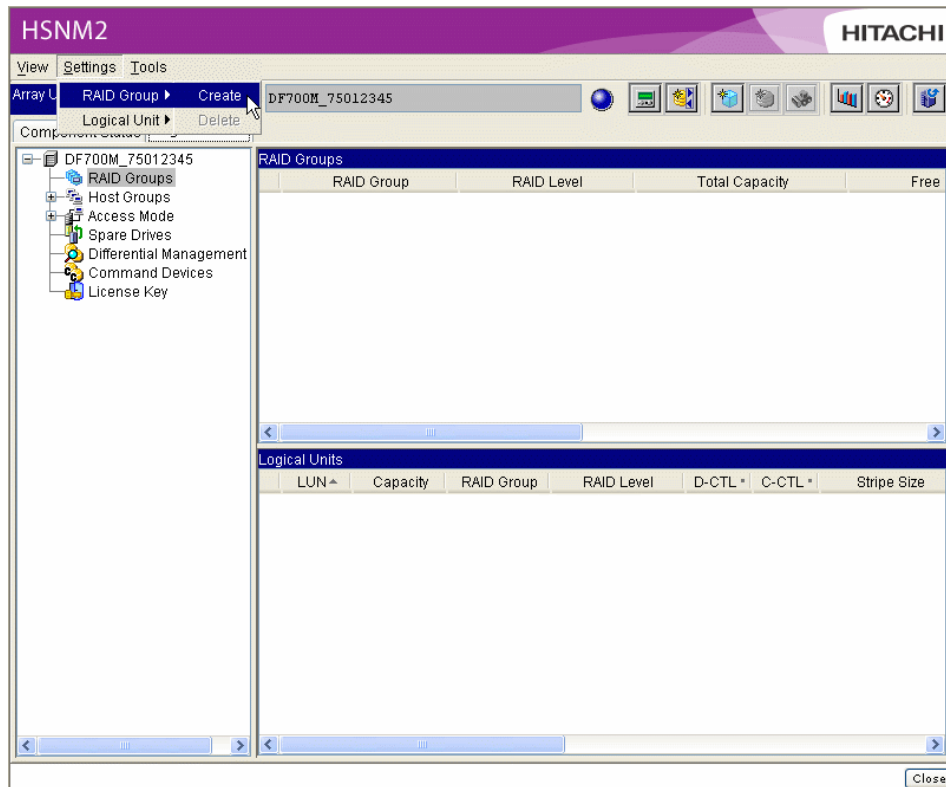 HSNM2
HITACHI
View Settings Tools
Array U DF700M_75012345
RAID Group Create
Logical Unit Delete
Component Status
DF700M_75012345
RAID Groups
Host Groups
Access Mode
Spare Drives
Differential Management
Command Devices
License Key
RAID Groups
RAID Group RAID Level Total Capacity Free
Logical Units
LUN Capacity RAID Group RAID Level D-CTL * C-CTL * Stripe Size
Close